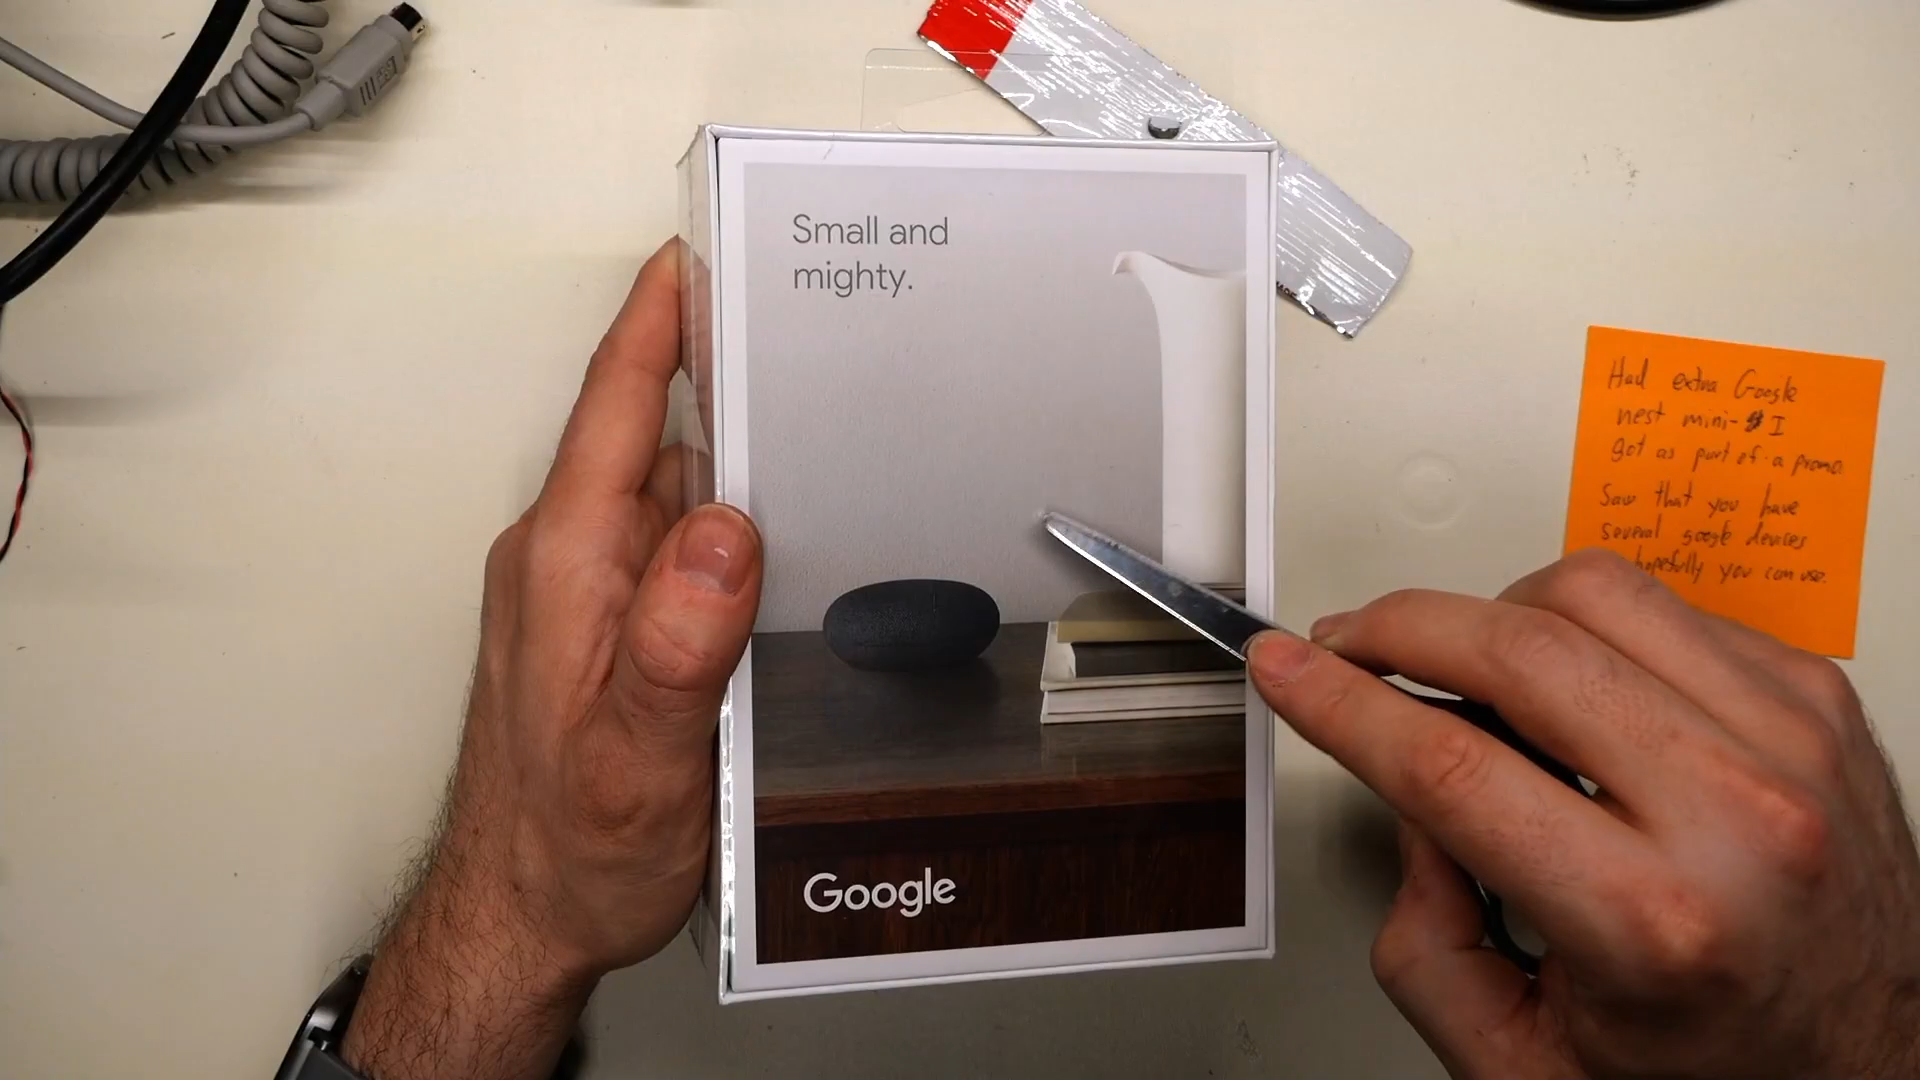 Small and
mighty.
Google
Had extra Google
nest mini- I
got as part of a promo
Saw that you have
several google devices
hopefully you can use.